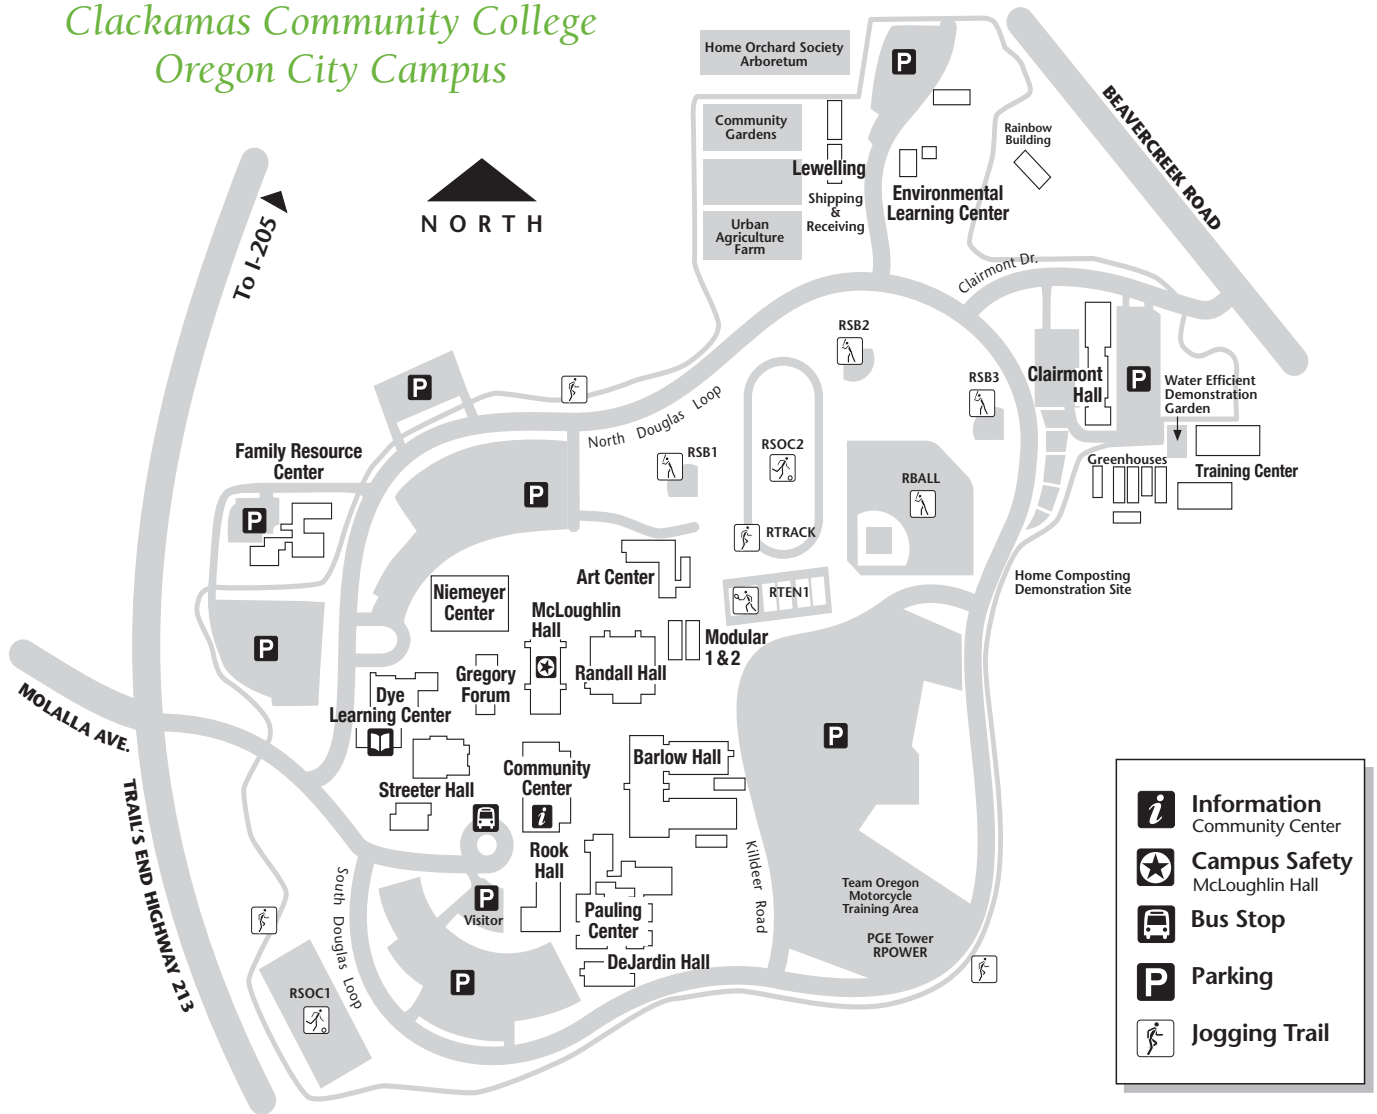 Clackamas Community College
Oregon City Campus
NORTH
To I-205
Home Orchard Society
Arboretum
P
Community
Gardens
Lewelling
Shipping
&
Receiving
Urban
Agriculture
Farm
Environmental
Learning Center
Rainbow
Building
BEAVERCREEK ROAD
Clairmont Dr.
RSB2
RSB3
Clairmont
Hall
P
Water Efficient
Demonstration
Garden
Greenhouses
Training Center
P
North Douglas Loop
RSB1
RSOC2
RBALL
RTRACK
Family Resource
Center
P
P
Art Center
RTEN1
Home Composting
Demonstration Site
Niemeyer
Center
McLoughlin
Hall
Modular
1 & 2
P
Gregory
Forum
Randall Hall
Dye
Learning Center
MOLALLA AVE.
TRAIL'S END HIGHWAY 213
Streeter Hall
Community
Center
i
Barlow Hall
P
Rook
Hall
P
Visitor
Pauling
Center
DeJardin Hall
Killdeer Road
Team Oregon
Motorcycle
Training Area
PGE Tower
RPOWER
South Douglas Loop
P
RSOC1
i
Information
Community Center
Campus Safety
McLoughlin Hall
Bus Stop
P
Parking
Jogging Trail